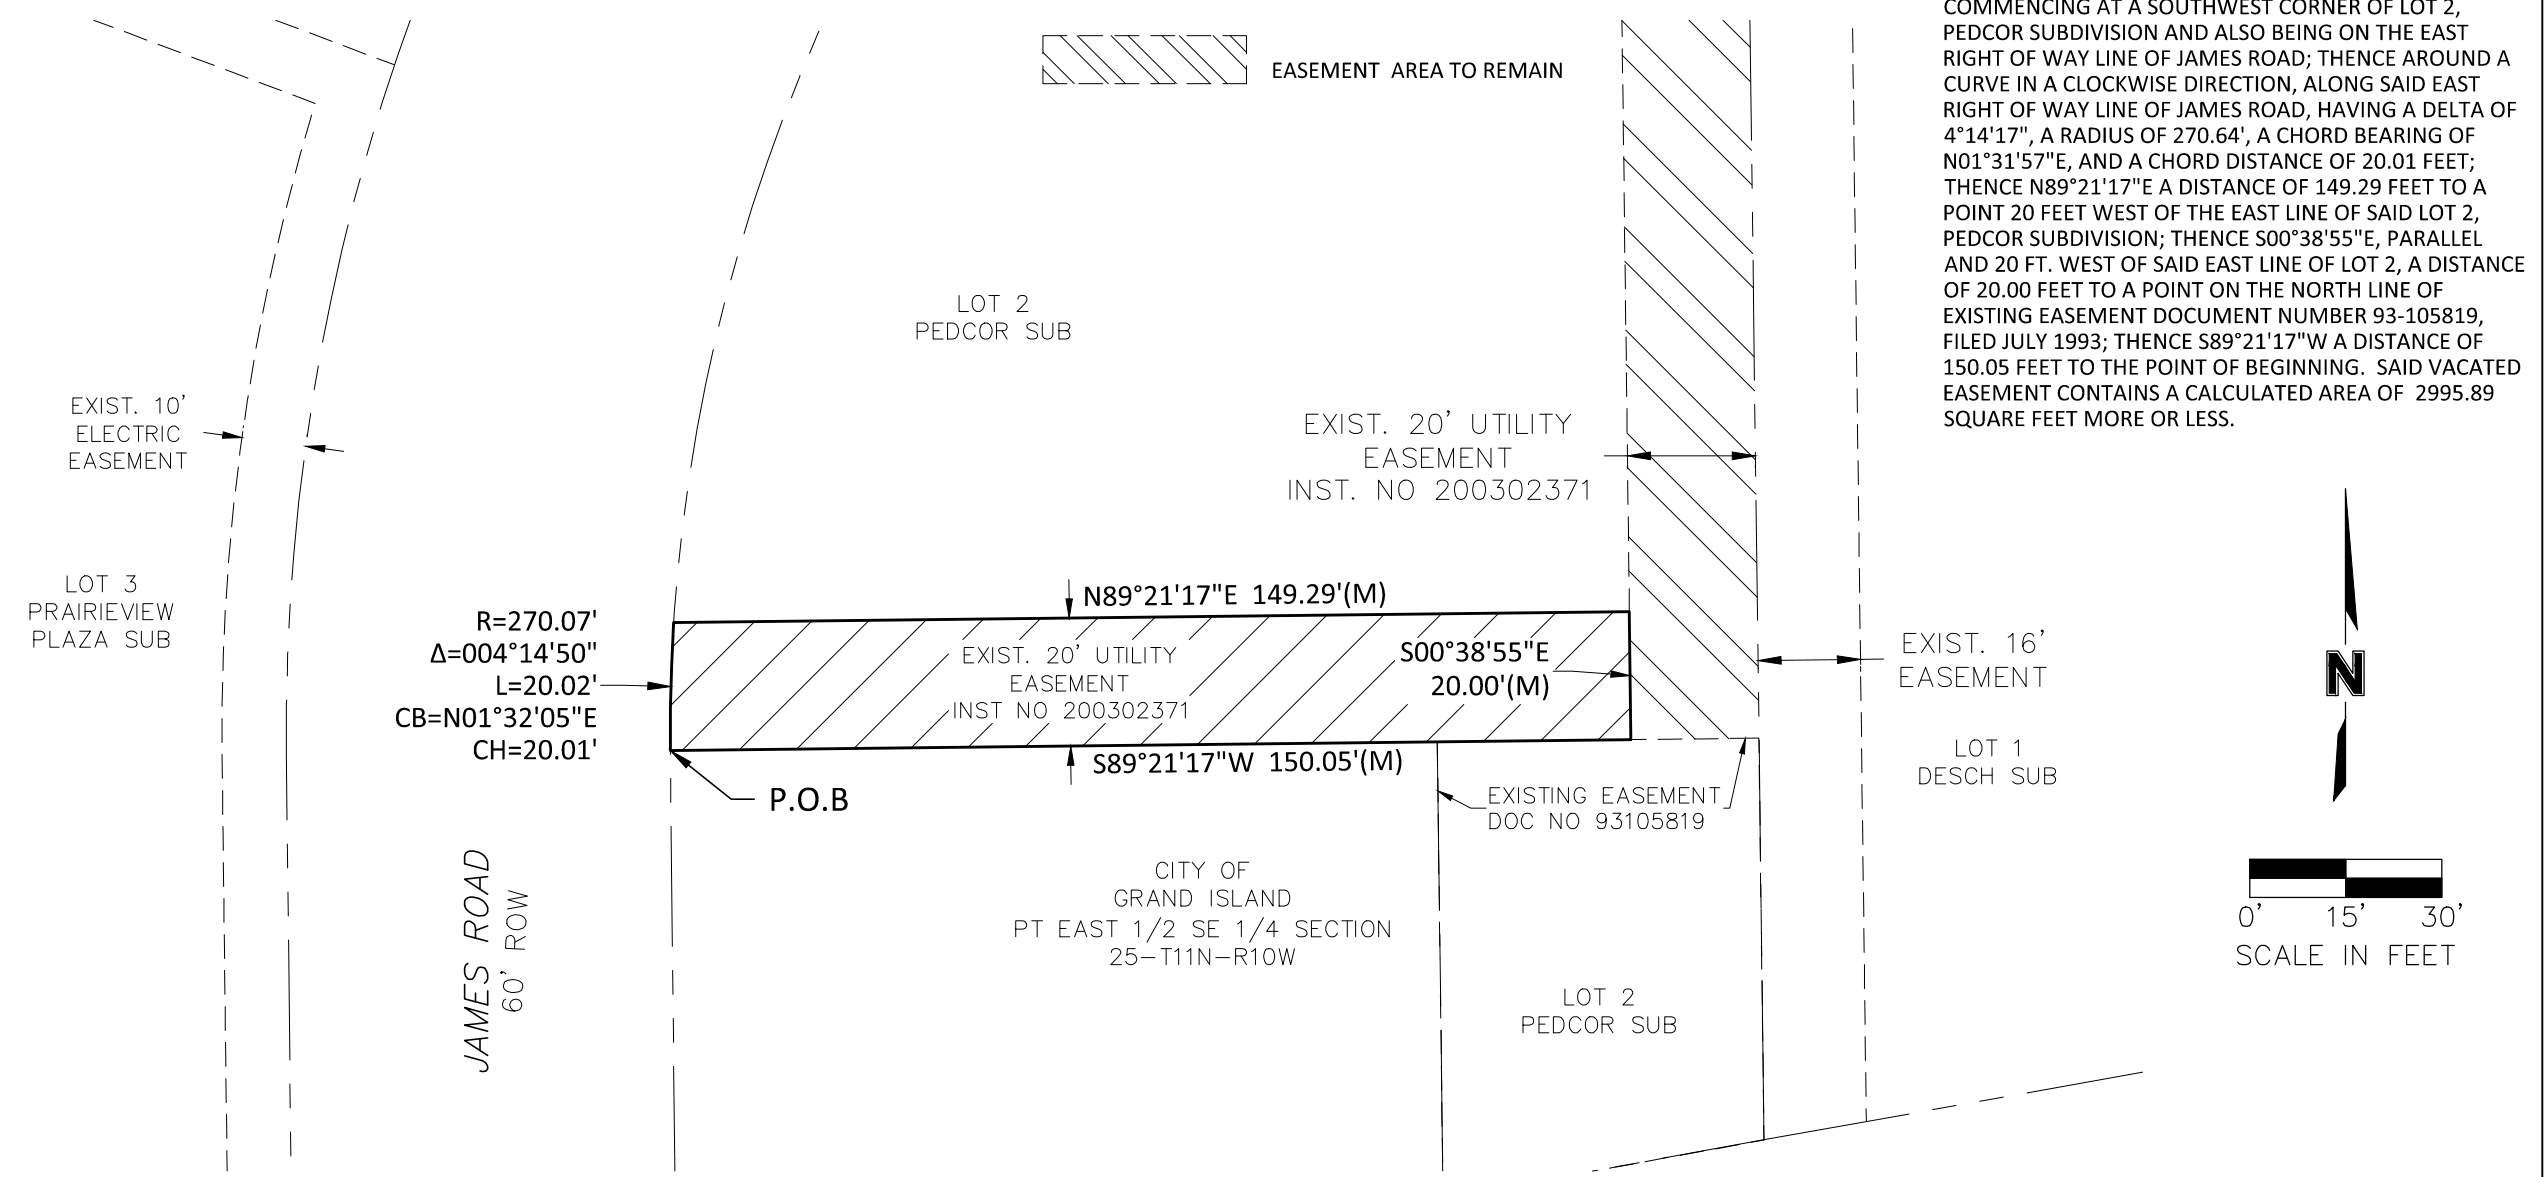 COMMENCING AT A SOUTHWEST CORNER OF LOT 2,
PEDCOR SUBDIVISION AND ALSO BEING ON THE EAST
RIGHT OF WAY LINE OF JAMES ROAD; THENCE AROUND A
CURVE IN A CLOCKWISE DIRECTION, ALONG SAID EAST
RIGHT OF WAY LINE OF JAMES ROAD, HAVING A DELTA OF
4°14'17", A RADIUS OF 270.64', A CHORD BEARING OF
N01°31'57"E, AND A CHORD DISTANCE OF 20.01 FEET;
THENCE N89°21'17"E A DISTANCE OF 149.29 FEET TO A
POINT 20 FEET WEST OF THE EAST LINE OF SAID LOT 2,
PEDCOR SUBDIVISION; THENCE S00°38'55"E, PARALLEL
AND 20 FT. WEST OF SAID EAST LINE OF LOT 2, A DISTANCE
OF 20.00 FEET TO A POINT ON THE NORTH LINE OF
EXISTING EASEMENT DOCUMENT NUMBER 93-105819,
FILED JULY 1993; THENCE S89°21'17"W A DISTANCE OF
150.05 FEET TO THE POINT OF BEGINNING. SAID VACATED
EASEMENT CONTAINS A CALCULATED AREA OF 2995.89
SQUARE FEET MORE OR LESS.
EASEMENT AREA TO REMAIN
LOT 2
PEDCOR SUB
EXIST. 10'
ELECTRIC
EASEMENT
EXIST. 20' UTILITY
EASEMENT
INST. NO 200302371
LOT 3
PRAIRIEVIEW
PLAZA SUB
R=270.07'
Δ=004°14'50"
L=20.02'
CB=N01°32'05"E
CH=20.01'
N89°21'17"E 149.29'(M)
EXIST. 20' UTILITY
EASEMENT
INST NO 200302371
S00°38'55"E
20.00'(M)
S89°21'17"W 150.05'(M)
P.O.B
EXIST. 16'
EASEMENT
N
LOT 1
DESCH SUB
EXISTING EASEMENT
DOC NO 93105819
JAMES ROAD
60' ROW
CITY OF
GRAND ISLAND
PT EAST 1/2 SE 1/4 SECTION
25-T11N-R10W
LOT 2
PEDCOR SUB
0' 15' 30'
SCALE IN FEET